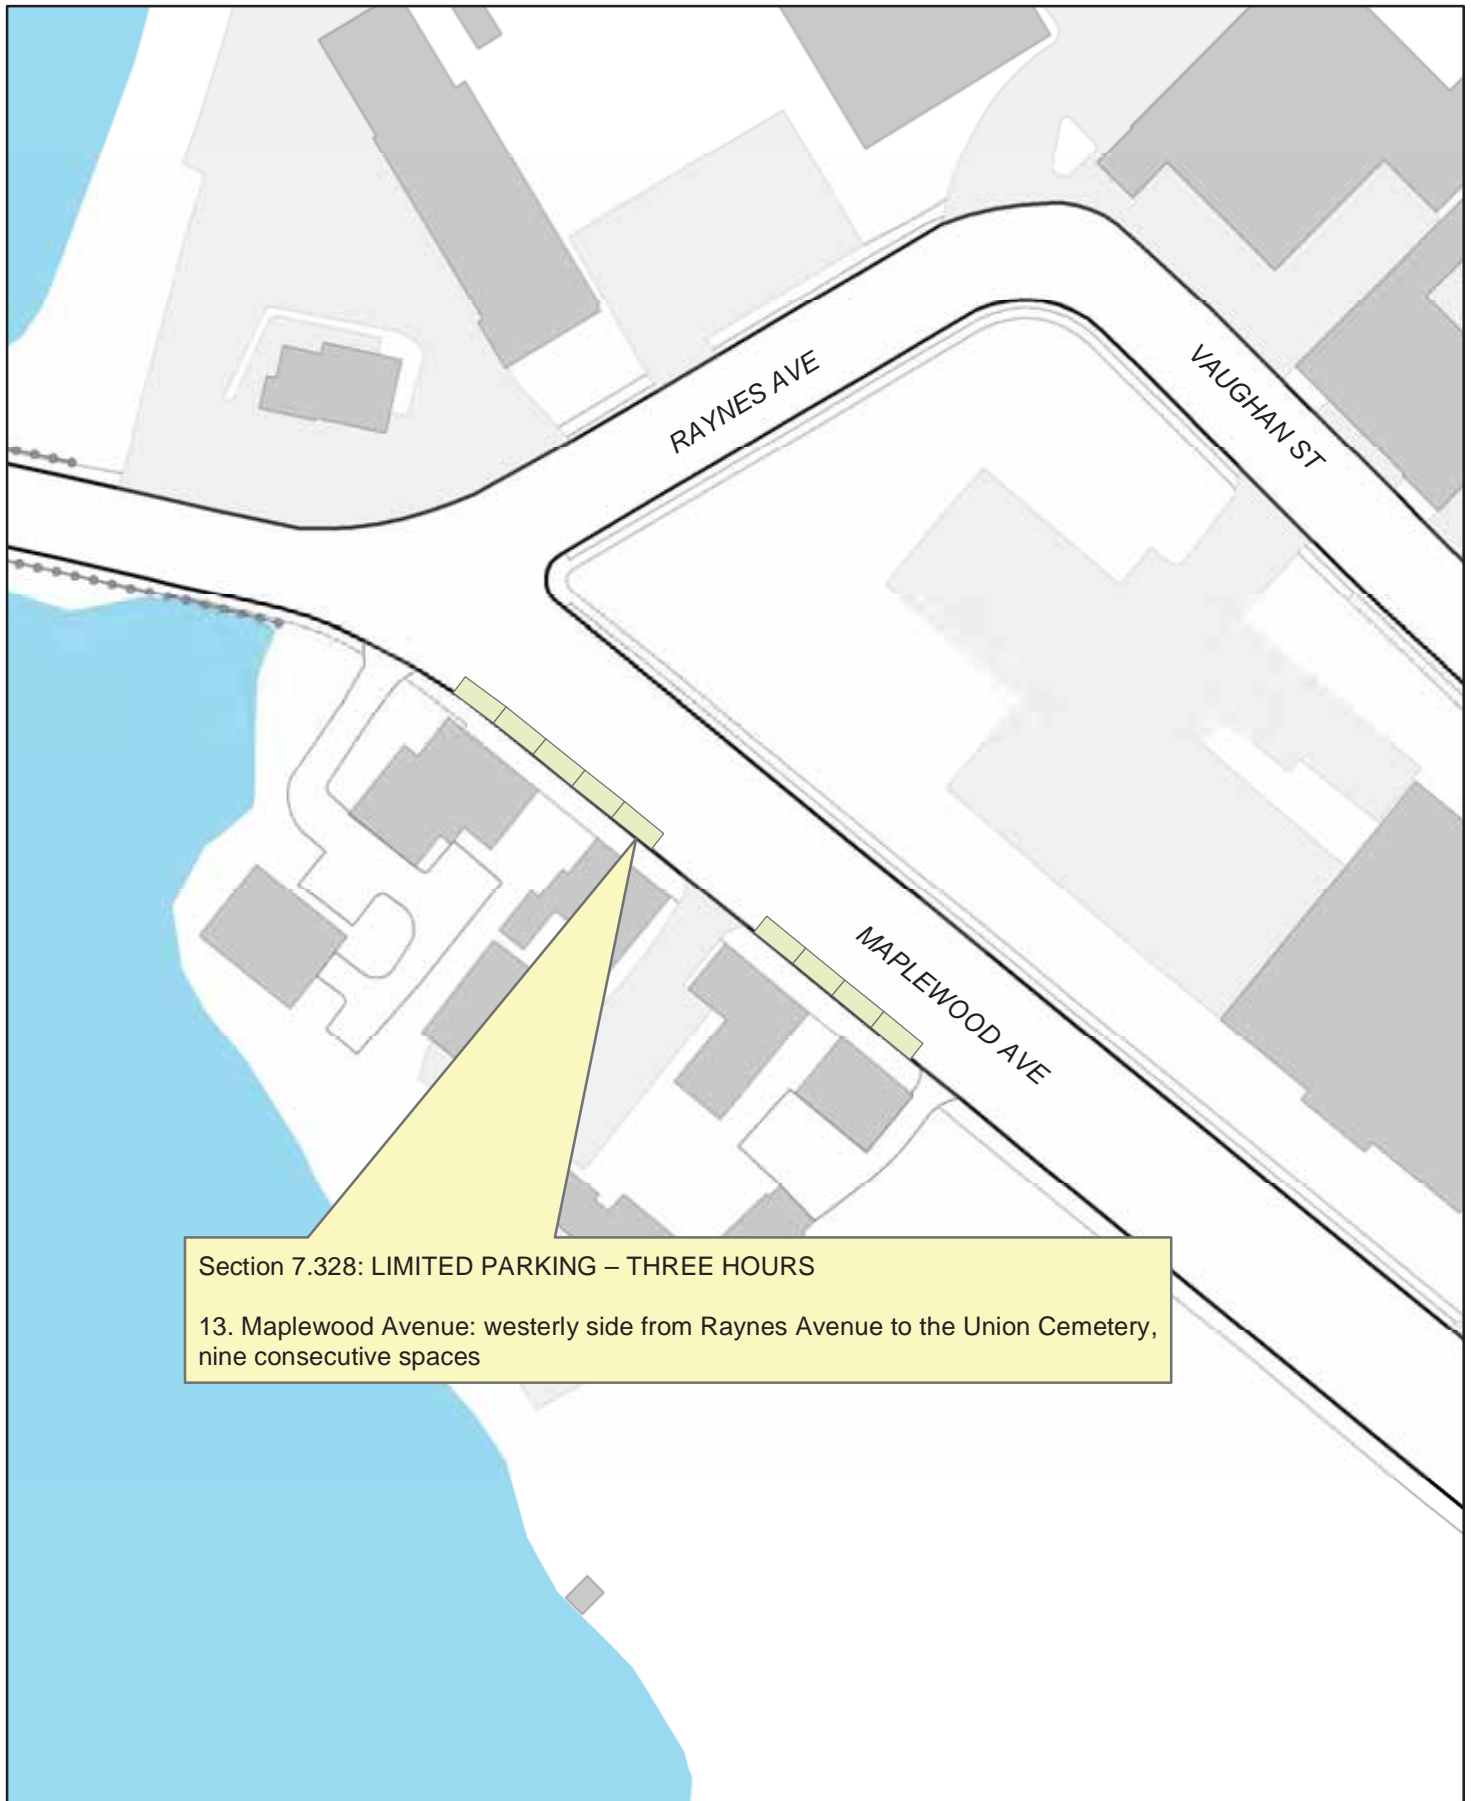 RAYNES AVE
VAUGHAN ST
MAPLEWOOD AVE
Section 7.328: LIMITED PARKING – THREE HOURS
13. Maplewood Avenue: westerly side from Raynes Avenue to the Union Cemetery,
nine consecutive spaces